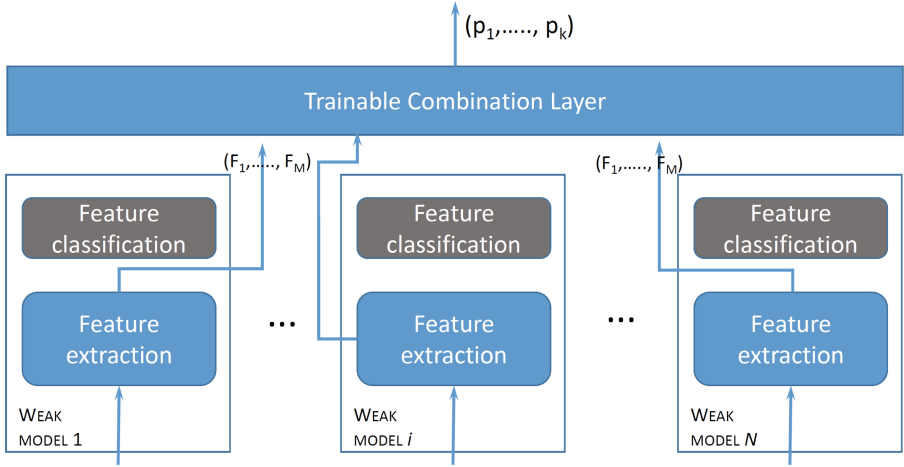 (p1,....., pk)
Trainable Combination Layer
(F1,....., FM)
(F1,....., FM)
Feature
classification
Feature
classification
Feature
classification
...
...
Feature
extraction
Feature
extraction
Feature
extraction
WEAK
MODEL 1
WEAK
MODEL i
WEAK
MODEL N